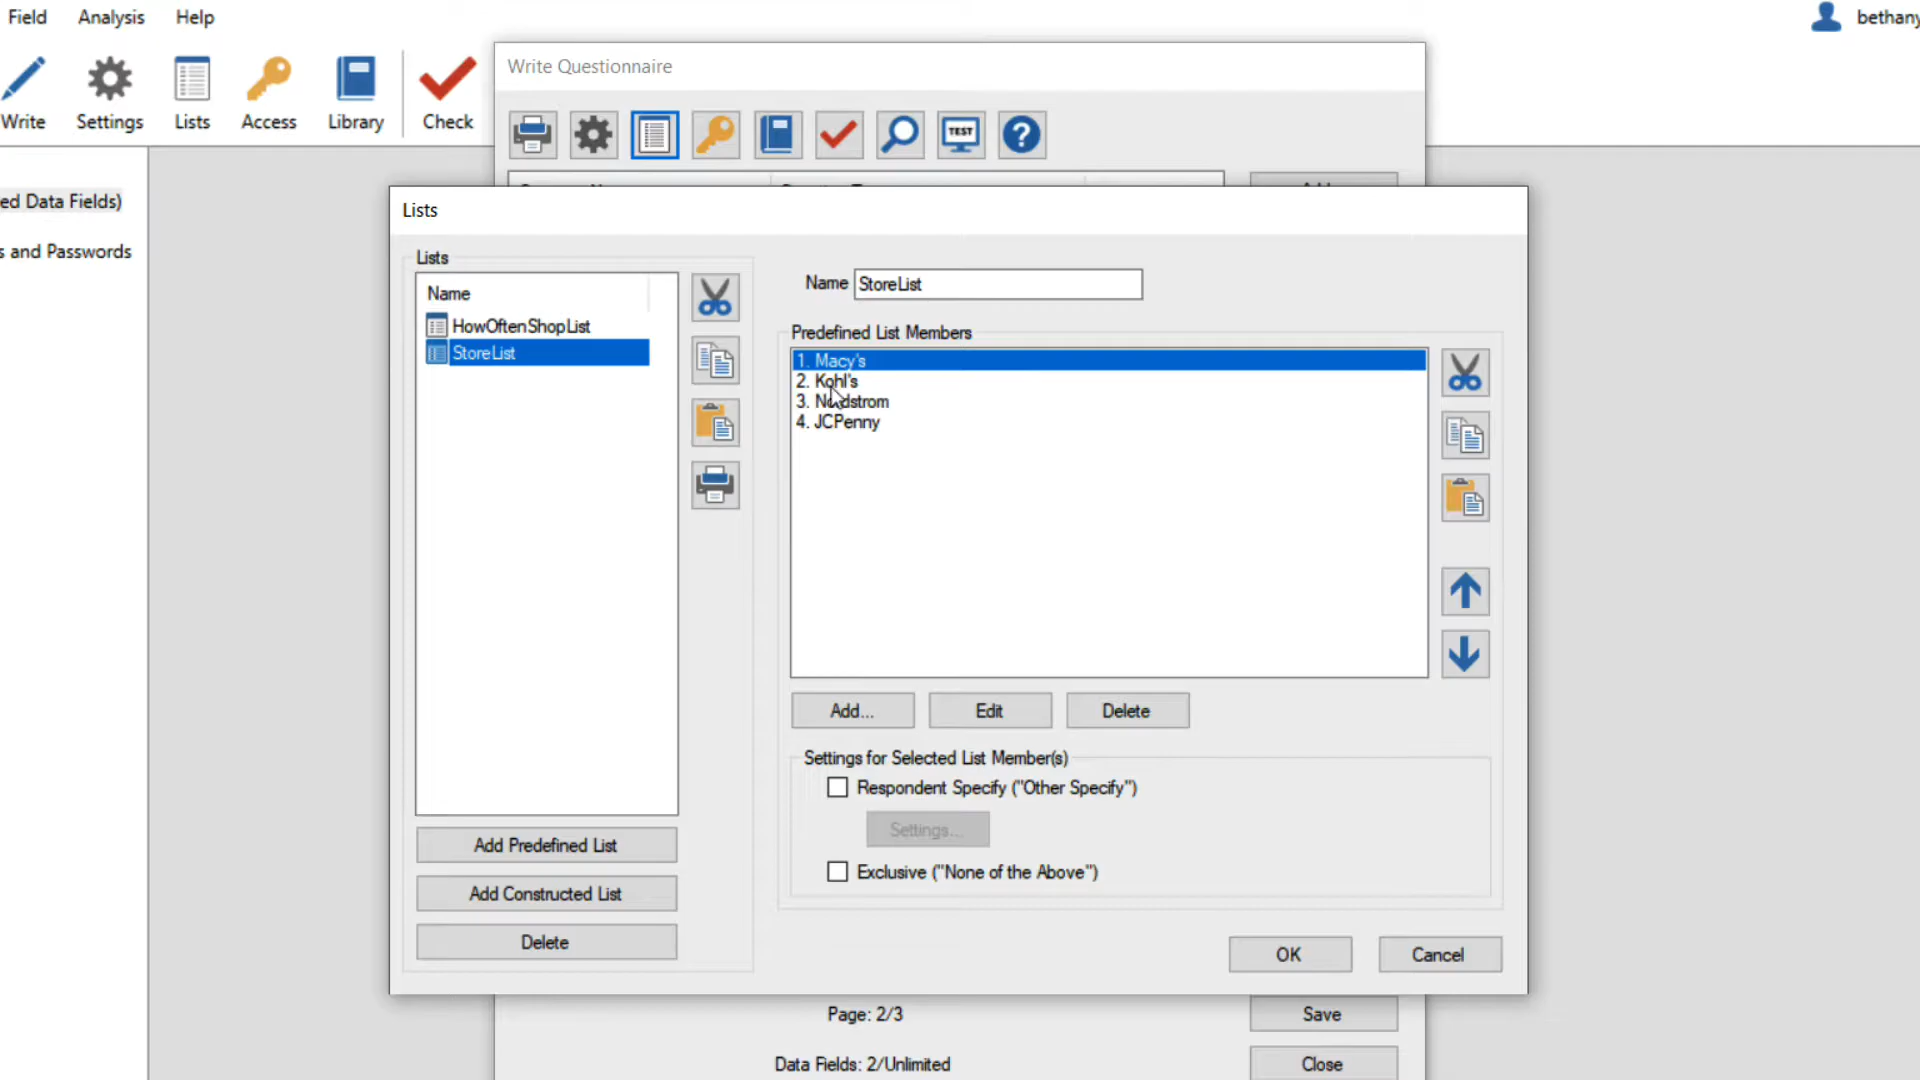 Field Analysis Help
bethany
Write Settings Lists Access Library Check
Write Questionnaire
TEST
?
ed Data Fields)
s and Passwords
Lists
Lists
Name
HowOftenShopList
StoreList
Name StoreList
Predefined List Members
1. Macy's
2. Kohl's
3. Nordstrom
4. JCPenny
Add... Edit Delete
Settings for Selected List Member(s)
Respondent Specify ("Other Specify")
Settings...
Exclusive ("None of the Above")
Add Predefined List
Add Constructed List
Delete
OK Cancel
Page: 2/3
Save
Data Fields: 2/Unlimited
Close